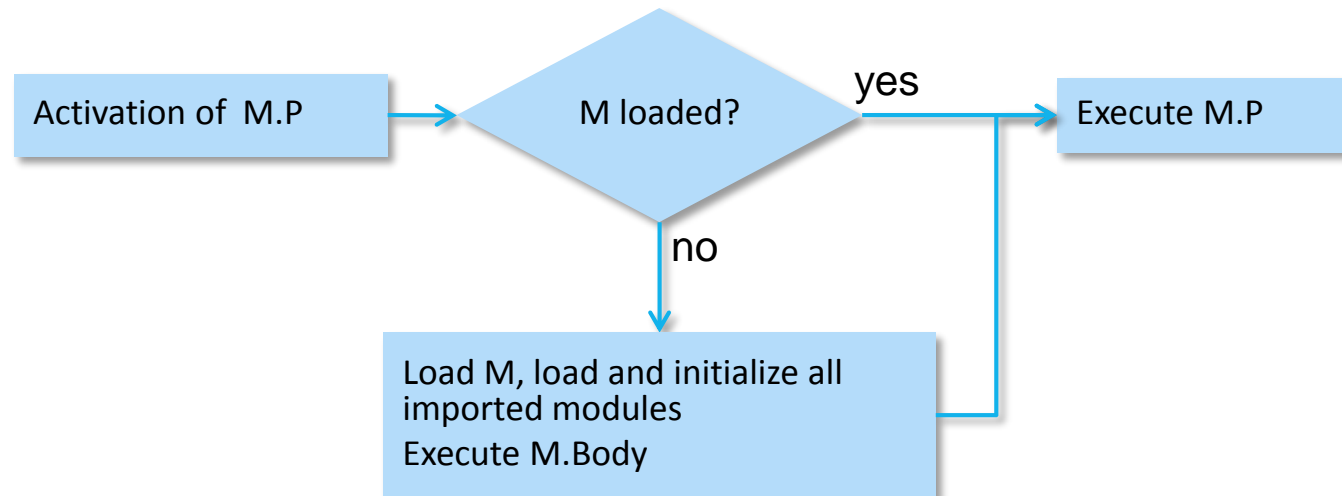 Activation of  M.P
M loaded?
yes
Execute M.P
no
Load M, load and initialize all
imported modules
Execute M.Body